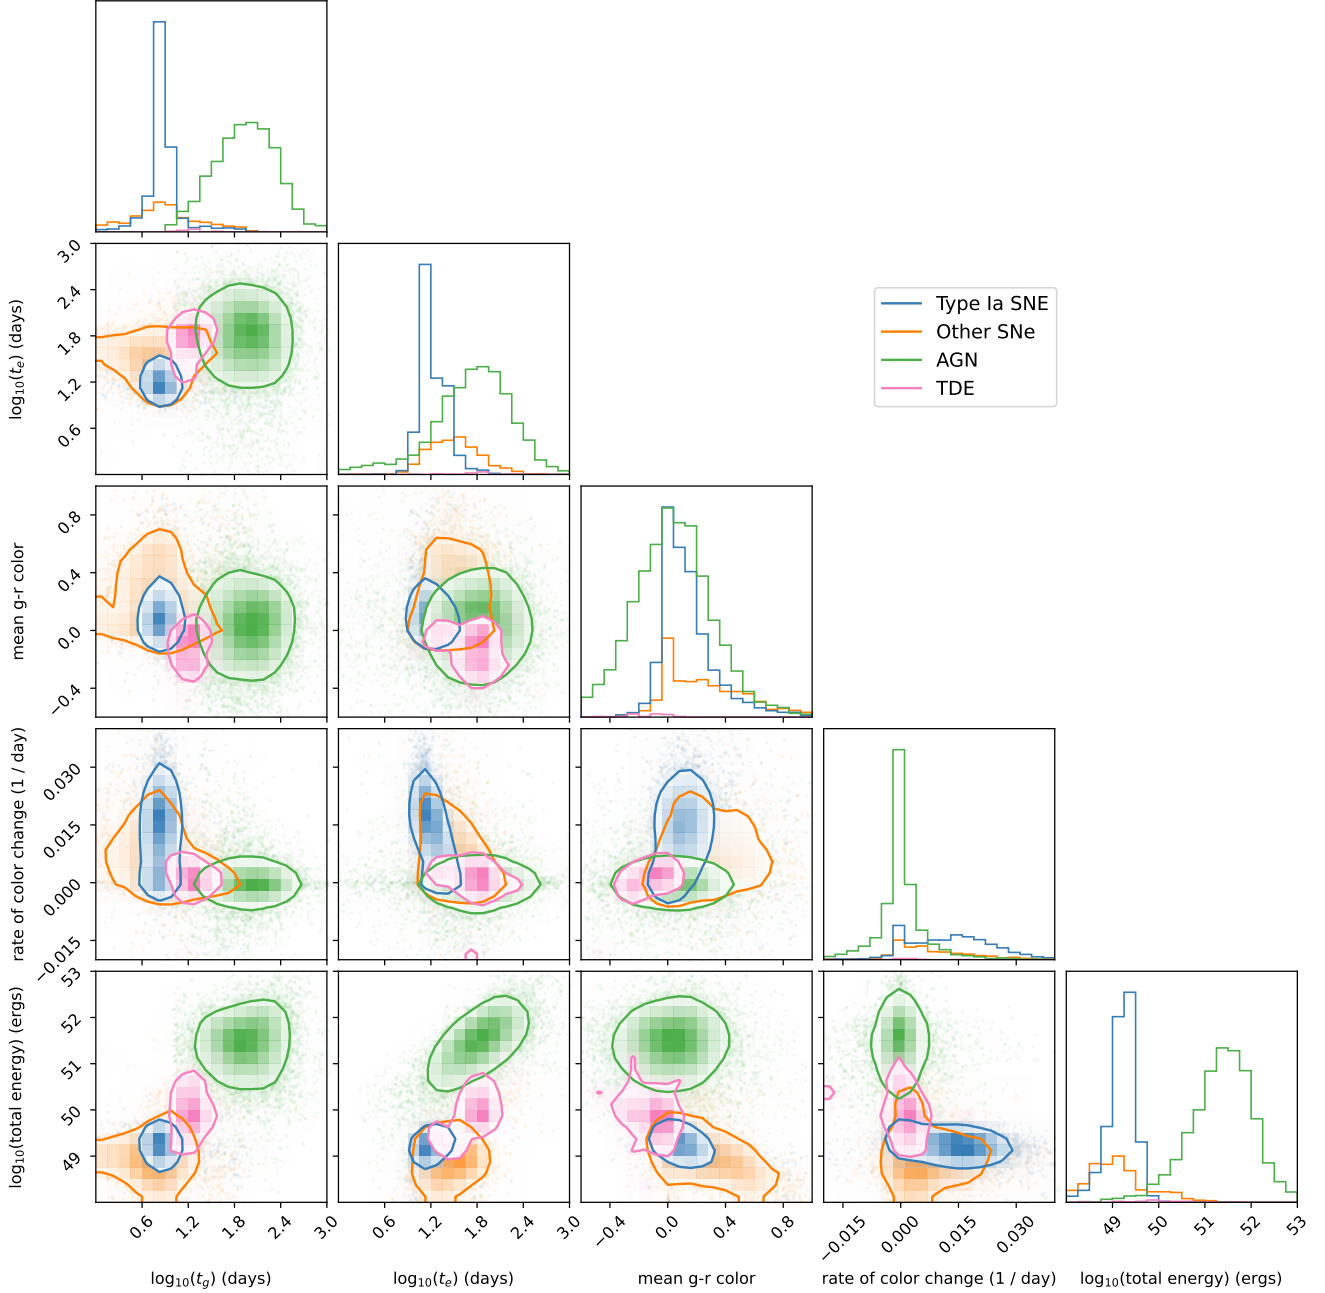 3.0
2.4
1.8
1.2
0.6
log₁₀(tₑ) (days)
Type Ia SNE
Other SNe
AGN
TDE
0.8
0.4
0.0
−0.4
mean g-r color
0.030
0.015
0.000
−0.015
rate of color change (1 / day)
53
52
51
50
49
log₁₀(total energy) (ergs)
0.6 1.2 1.8 2.4 3.0
0.6 1.2 1.8 2.4 3.0
−0.4 0.0 0.4 0.8
−0.015 0.000 0.015 0.030
49 50 51 52 53
log₁₀(t_g) (days)
log₁₀(tₑ) (days)
mean g-r color
rate of color change (1 / day)
log₁₀(total energy) (ergs)